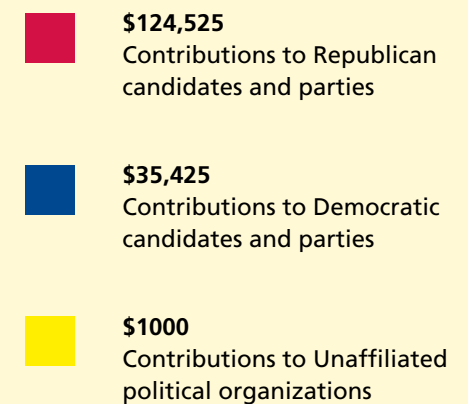 $124,525
Contributions to Republican
candidates and parties
$35,425
Contributions to Democratic
candidates and parties
$1000
Contributions to Unaffiliated
political organizations